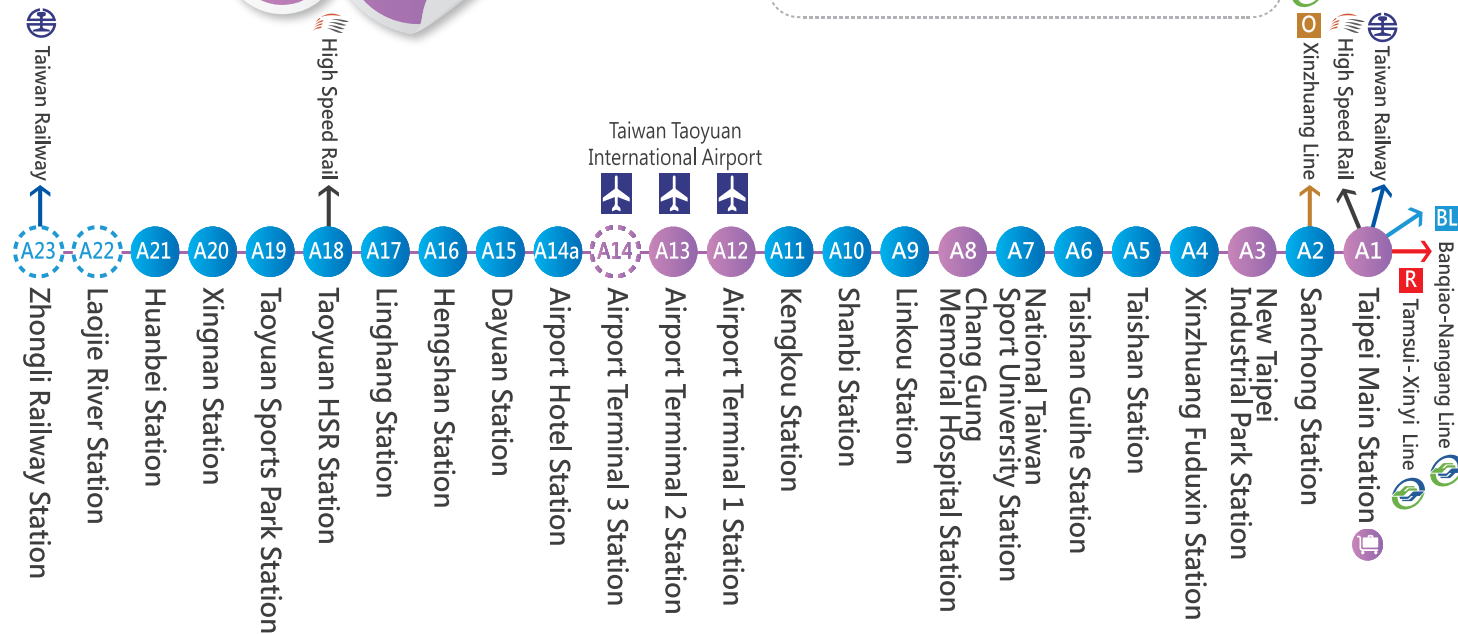 Taiwan Railway
High Speed Rail
Taiwan Taoyuan
International Airport
O
Xinzhuang Line
High Speed Rail
Taiwan Railway
BL
Banqiao-Nangang Line
R
Tamsui-Xinyi Line
A23
A22
A21
A20
A19
A18
A17
A16
A15
A14a
A14
A13
A12
A11
A10
A9
A8
A7
A6
A5
A4
A3
A2
A1
Zhongli Railway Station
Laojie River Station
Huanbei Station
Xingnan Station
Taoyuan Sports Park Station
Taoyuan HSR Station
Linghang Station
Hengshan Station
Dayuan Station
Airport Hotel Station
Airport Terminal 3 Station
Airport Termimal 2 Station
Airport Terminal 1 Station
Kengkou Station
Shanbi Station
Linkou Station
Chang Gung
Memorial Hospital Station
National Taiwan
Sport University Station
Taishan Guihe Station
Taishan Station
Xinzhuang Fuduxin Station
New Taipei
Industrial Park Station
Sanchong Station
Taipei Main Station